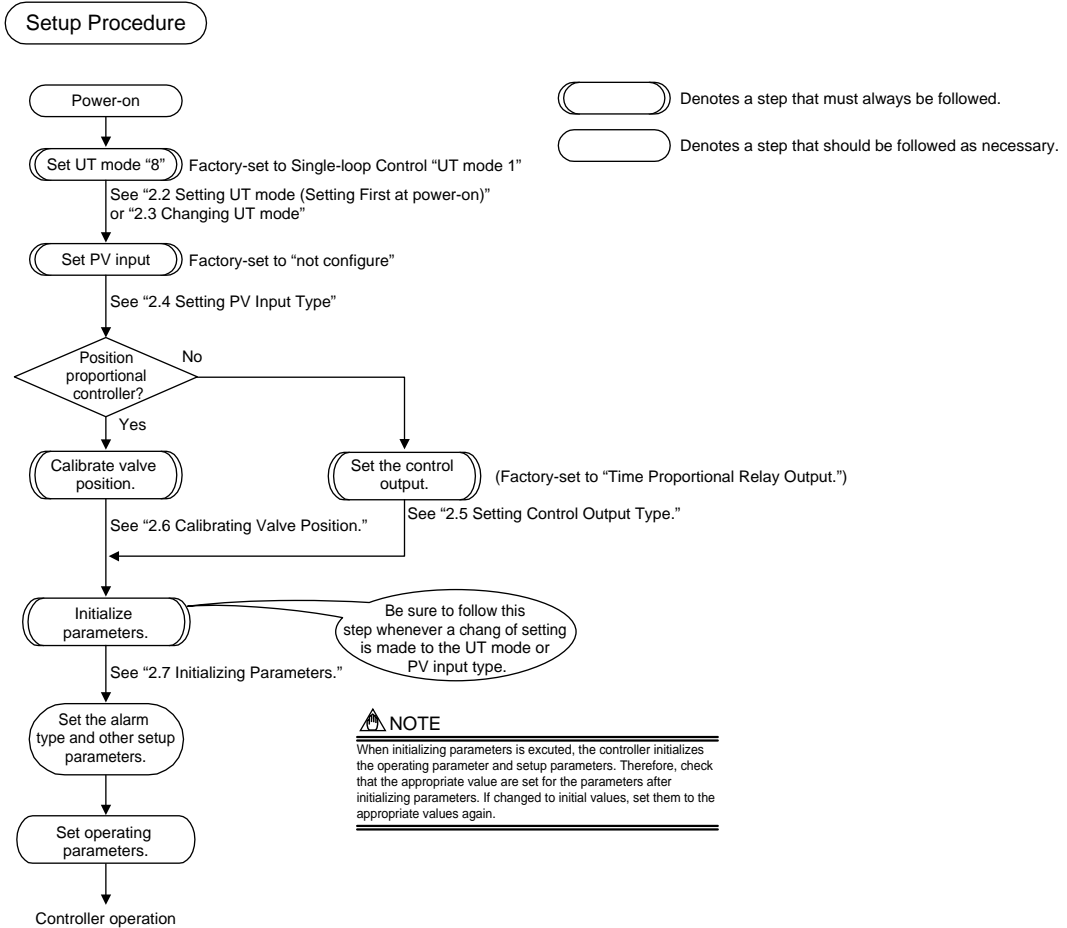 Setup Procedure
Power-on
Denotes a step that must always be followed.
Denotes a step that should be followed as necessary.
Set UT mode “8”
Factory-set to Single-loop Control “UT mode 1”
See “2.2 Setting UT mode (Setting First at power-on)”
or “2.3 Changing UT mode”
Set PV input
Factory-set to “not configure”
See “2.4 Setting PV Input Type”
Position
proportional
controller?
No
Yes
Calibrate valve
position.
Set the control
output.
(Factory-set to “Time Proportional Relay Output.”)
See “2.6 Calibrating Valve Position.”
See “2.5 Setting Control Output Type.”
Initialize
parameters.
Be sure to follow this
step whenever a chang of setting
is made to the UT mode or
PV input type.
See “2.7 Initializing Parameters.”
Set the alarm
type and other setup
parameters.
NOTE
When initializing parameters is excuted, the controller initializes
the operating parameter and setup parameters. Therefore, check
that the appropriate value are set for the parameters after
initializing parameters. If changed to initial values, set them to the
appropriate values again.
Set operating
parameters.
Controller operation